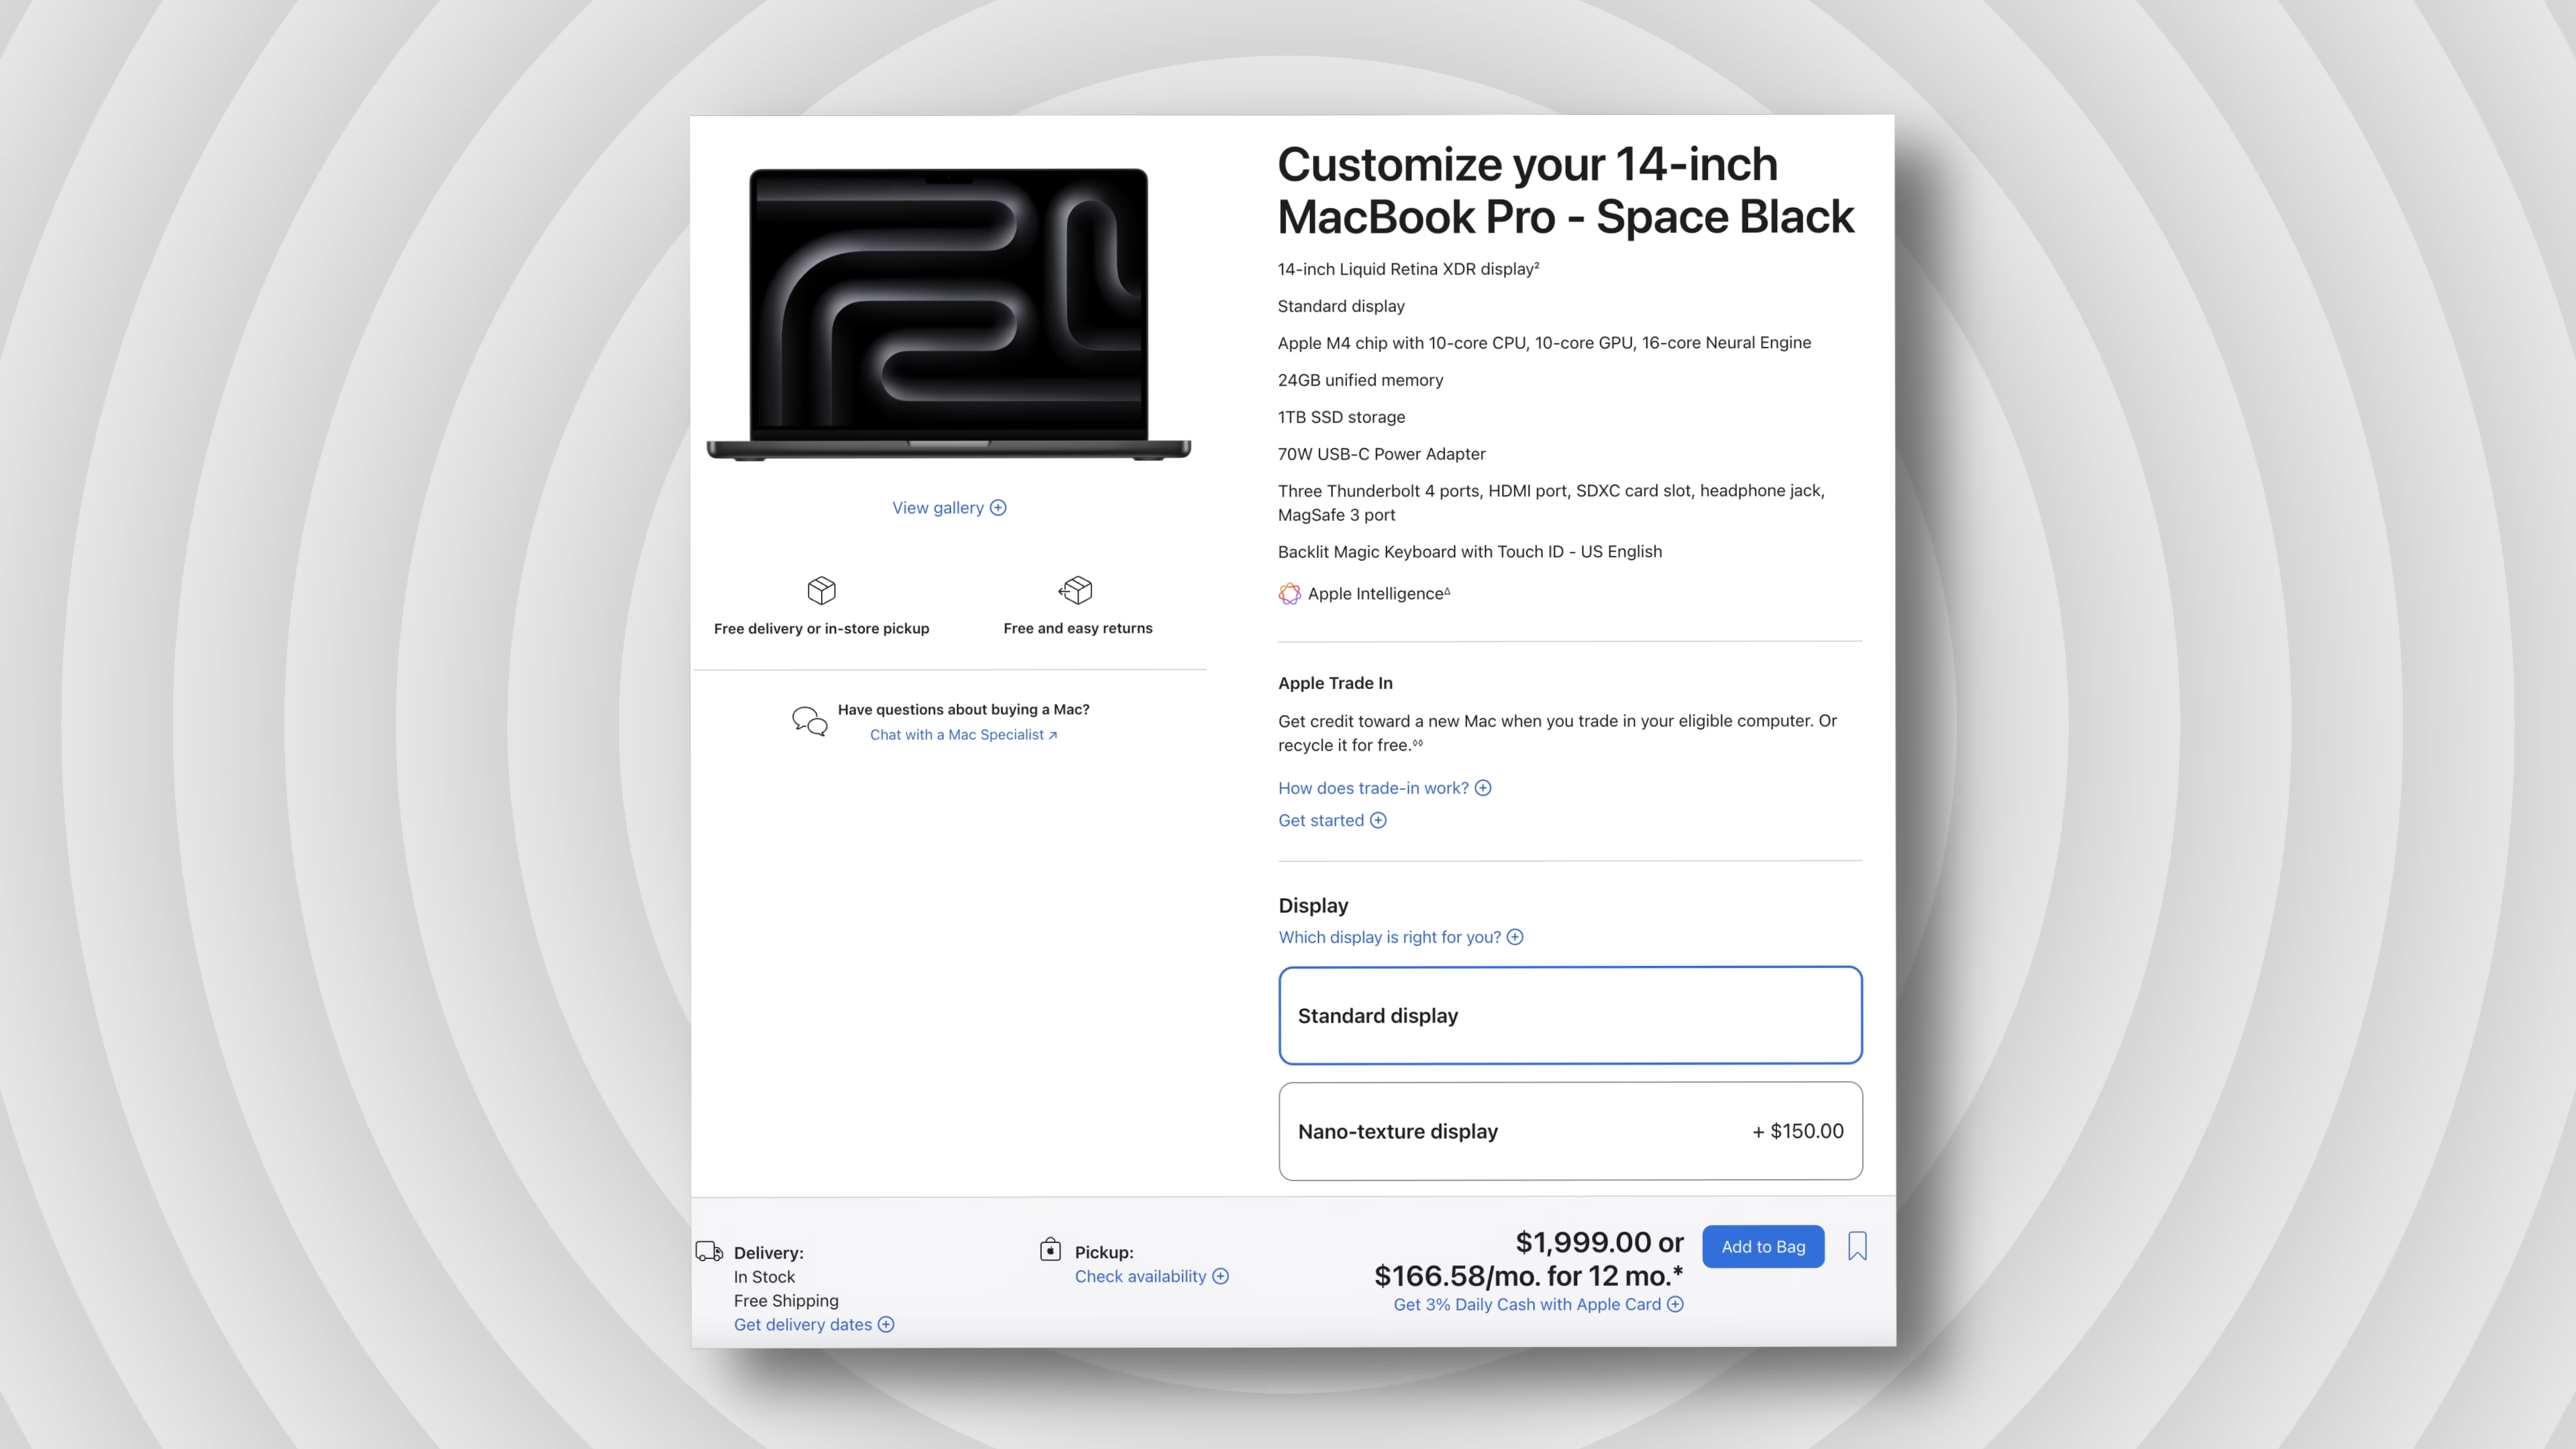 Customize your 14-inch
MacBook Pro - Space Black
14-inch Liquid Retina XDR display²
Standard display
Apple M4 chip with 10-core CPU, 10-core GPU, 16-core Neural Engine
24GB unified memory
1TB SSD storage
70W USB-C Power Adapter
Three Thunderbolt 4 ports, HDMI port, SDXC card slot, headphone jack,
MagSafe 3 port
Backlit Magic Keyboard with Touch ID - US English
Apple Intelligence∆
View gallery
Free delivery or in-store pickup
Free and easy returns
Have questions about buying a Mac?
Chat with a Mac Specialist ↗
Apple Trade In
Get credit toward a new Mac when you trade in your eligible computer. Or
recycle it for free.◊◊
How does trade-in work?
Get started
Display
Which display is right for you?
Standard display
Nano-texture display + $150.00
Delivery:
In Stock
Free Shipping
Get delivery dates
Pickup:
Check availability
$1,999.00 or
$166.58/mo. for 12 mo.*
Get 3% Daily Cash with Apple Card
Add to Bag